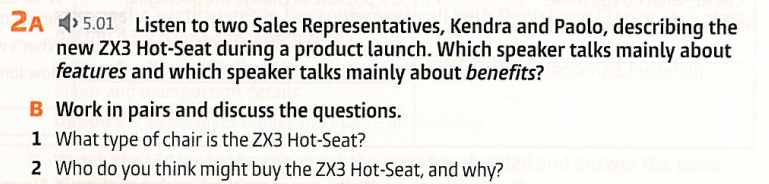 2A 5.01 Listen to two Sales Representatives, Kendra and Paolo, describing the
new ZX3 Hot-Seat during a product launch. Which speaker talks mainly about
features and which speaker talks mainly about benefits?
B Work in pairs and discuss the questions.
1 What type of chair is the ZX3 Hot-Seat?
2 Who do you think might buy the ZX3 Hot-Seat, and why?